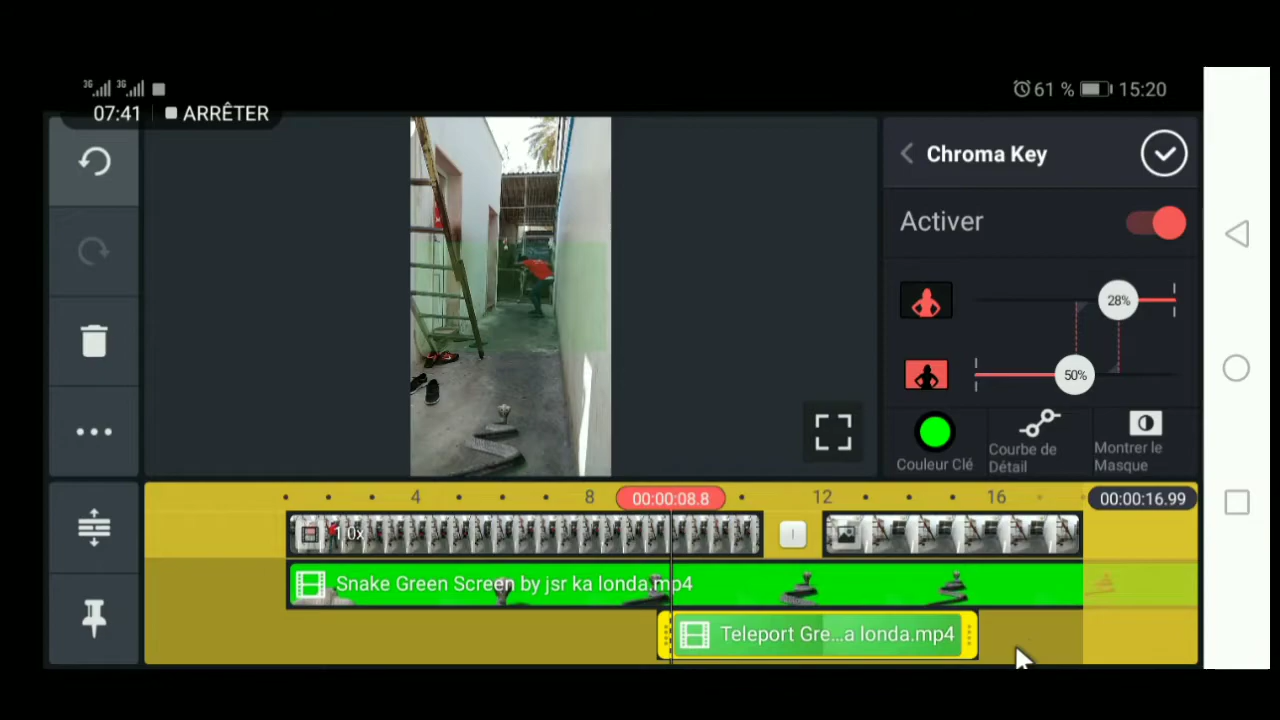 3G 3G
61 % 15:20
07:41 ARRÊTER
Chroma Key
Activer
28%
50%
Couleur Clé
Courbe de
Détail
Montrer le
Masque
4 8 00:00:08.8 12 16 00:00:16.99
1.0x
Snake Green Screen by jsr ka londa.mp4
Teleport Gre...a londa.mp4